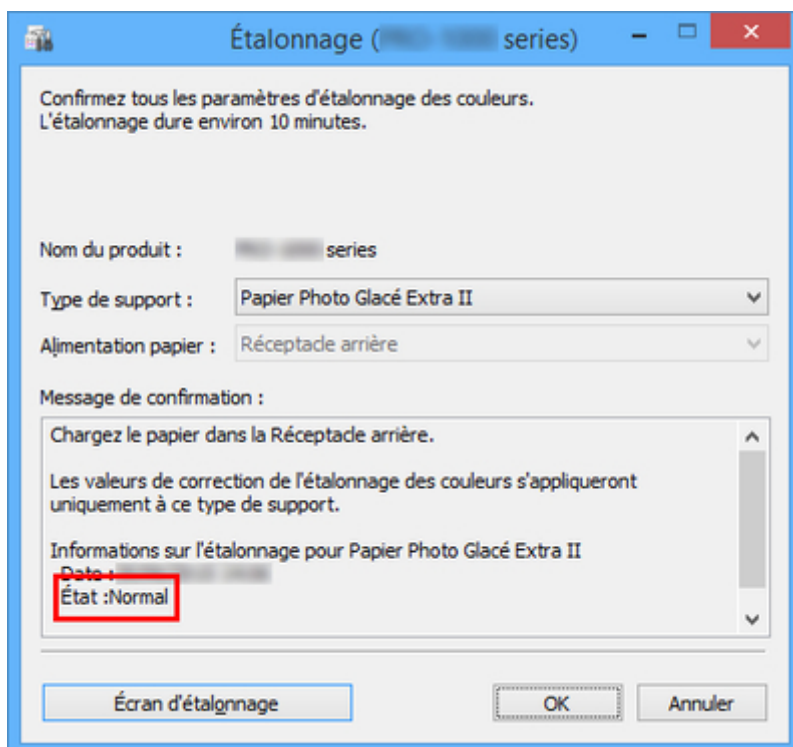 Étalonnage ( series)
Confirmez tous les paramètres d'étalonnage des couleurs.
L'étalonnage dure environ 10 minutes.
Nom du produit : series
Type de support : Papier Photo Glacé Extra II
Alimentation papier : Réceptacle arrière
Message de confirmation :
Chargez le papier dans la Réceptacle arrière.
Les valeurs de correction de l'étalonnage des couleurs s'appliqueront
uniquement à ce type de support.
Informations sur l'étalonnage pour Papier Photo Glacé Extra II
Date :
État :Normal
Écran d'étalonnage OK Annuler